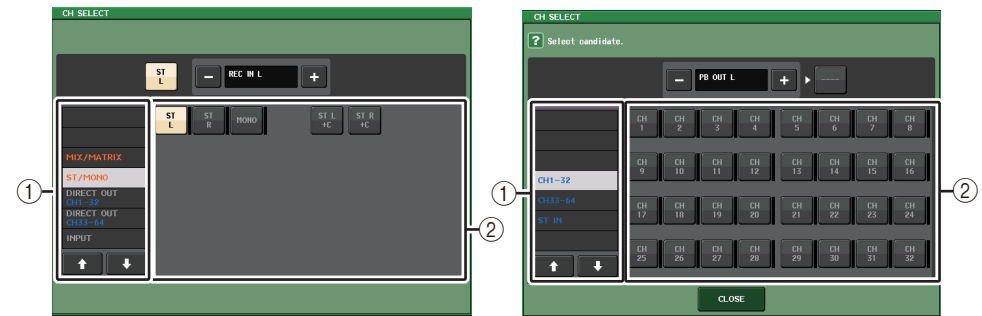 CH SELECT
ST L
−
REC IN L
+
MIX/MATRIX
ST/MONO
DIRECT OUT
CH1-32
DIRECT OUT
CH33-64
INPUT
ST L
ST R
MONO
ST L +C
ST R +C
①
②
CH SELECT
? Select candidate.
−
PB OUT L
+
----
CH1-32
CH33-64
ST IN
CH 1 CH 2 CH 3 CH 4 CH 5 CH 6 CH 7 CH 8
CH 9 CH 10 CH 11 CH 12 CH 13 CH 14 CH 15 CH 16
CH 17 CH 18 CH 19 CH 20 CH 21 CH 22 CH 23 CH 24
CH 25 CH 26 CH 27 CH 28 CH 29 CH 30 CH 31 CH 32
①
②
CLOSE